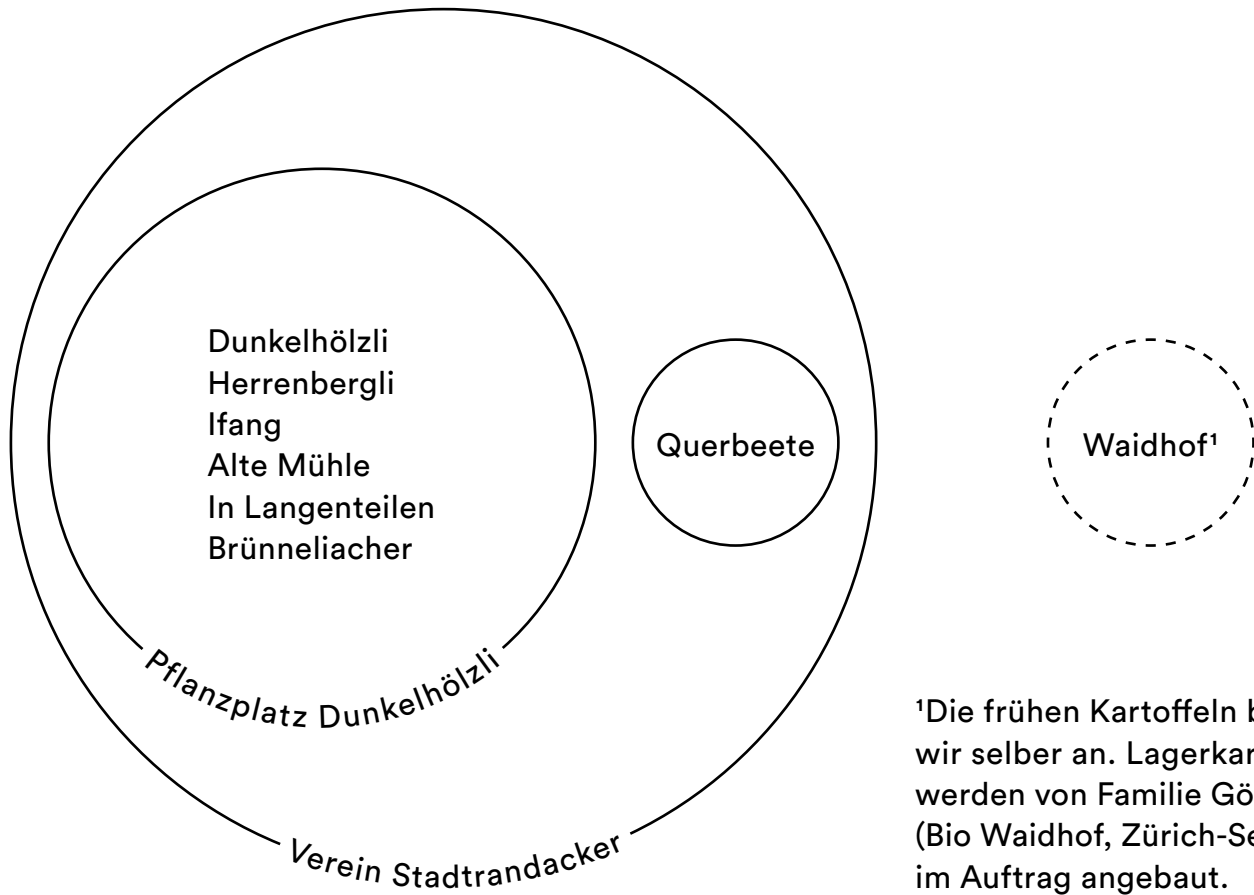 Dunkelhölzli
Herrenbergli
Ifang
Alte Mühle
In Langenteilen
Brünneliacher
Pflanzplatz Dunkelhölzli
Querbeete
Verein Stadtrandacker
Waidhof¹
¹Die frühen Kartoffeln
wir selber an.
werden von Familie
(Bio Waidhof,
im Auftrag angebaut.